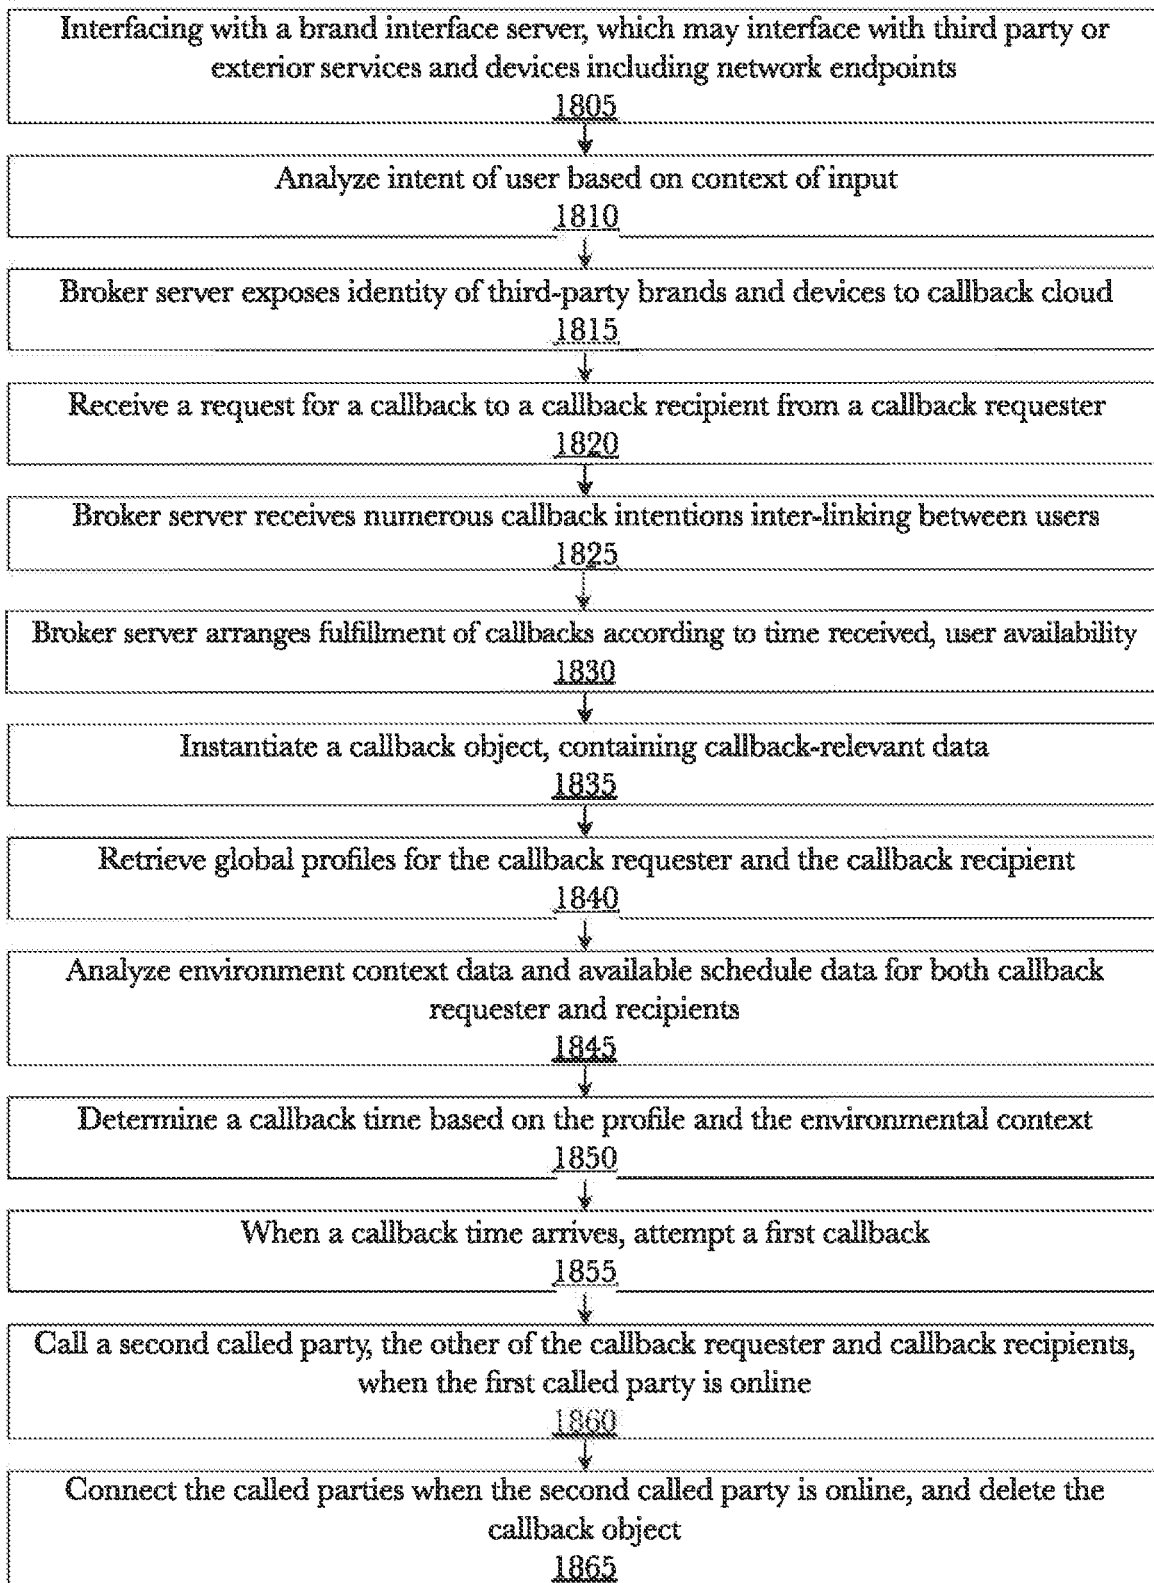 Interfacing with a brand interface server, which may interface with third party or
exterior services and devices including network endpoints
1805
Analyze intent of user based on context of input
1810
Broker server exposes identity of third-party brands and devices to callback cloud
1815
Receive a request for a callback to a callback recipient from a callback requester
1820
Broker server receives numerous callback intentions inter-linking between users
1825
Broker server arranges fulfillment of callbacks according to time received, user availability
1830
Instantiate a callback object, containing callback-relevant data
1835
Retrieve global profiles for the callback requester and the callback recipient
1840
Analyze environment context data and available schedule data for both callback
requester and recipients
1845
Determine a callback time based on the profile and the environmental context
1850
When a callback time arrives, attempt a first callback
1855
Call a second called party, the other of the callback requester and callback recipients,
when the first called party is online
1860
Connect the called parties when the second called party is online, and delete the
callback object
1865